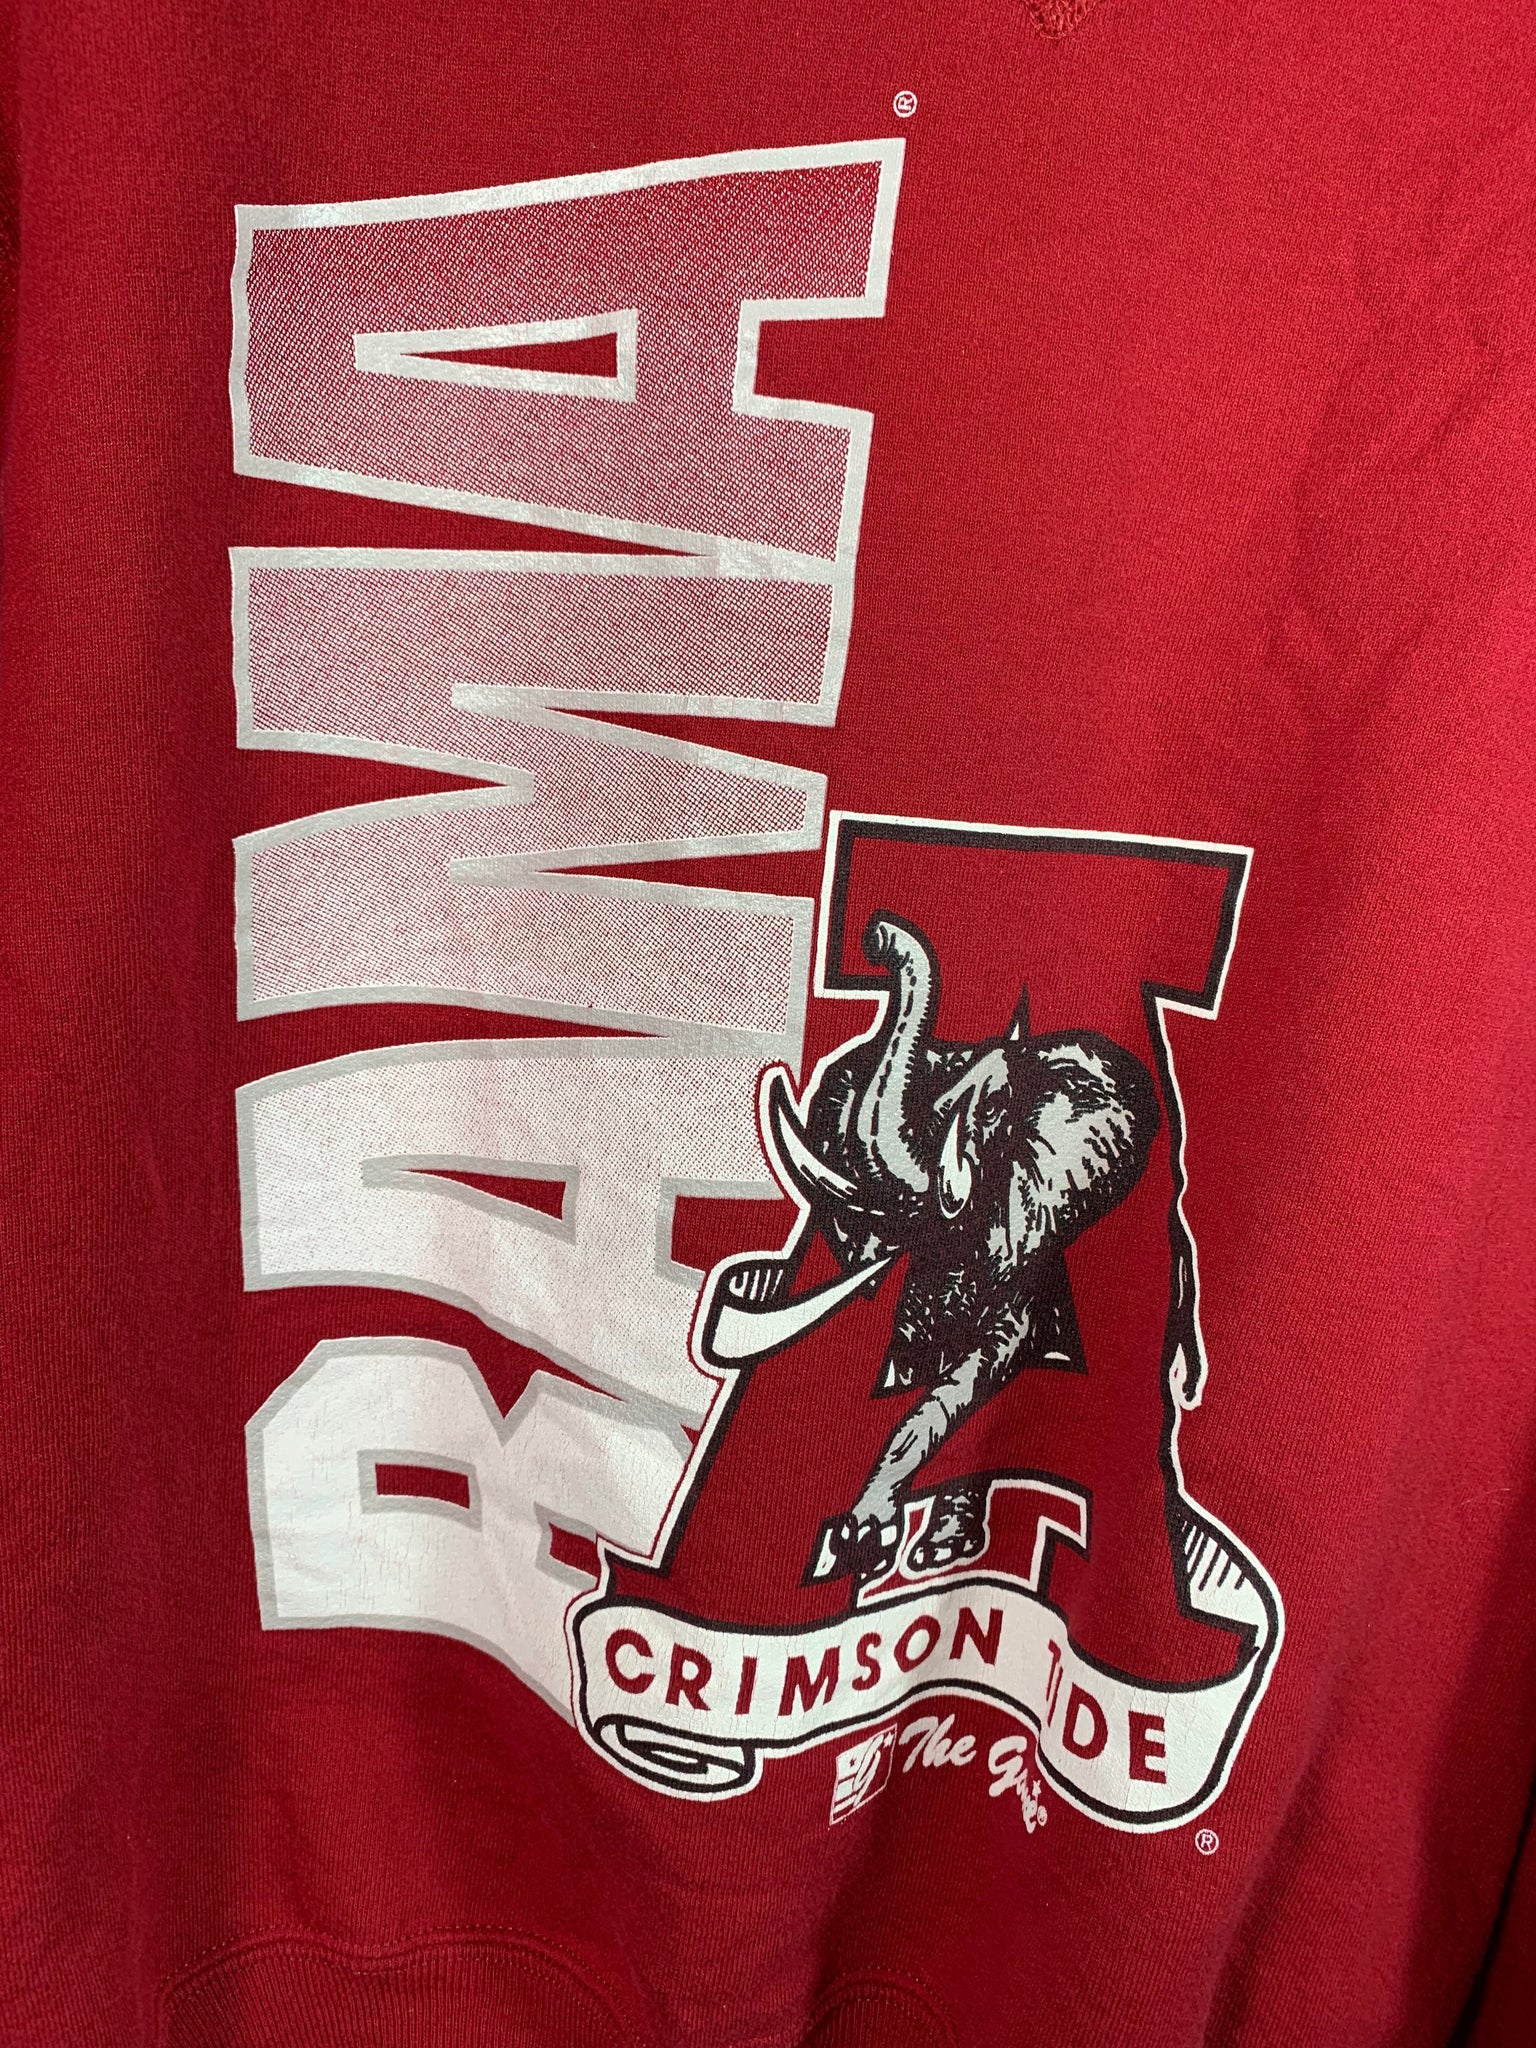 BAMA®
CRIMSON TIDE
G The Game®
®